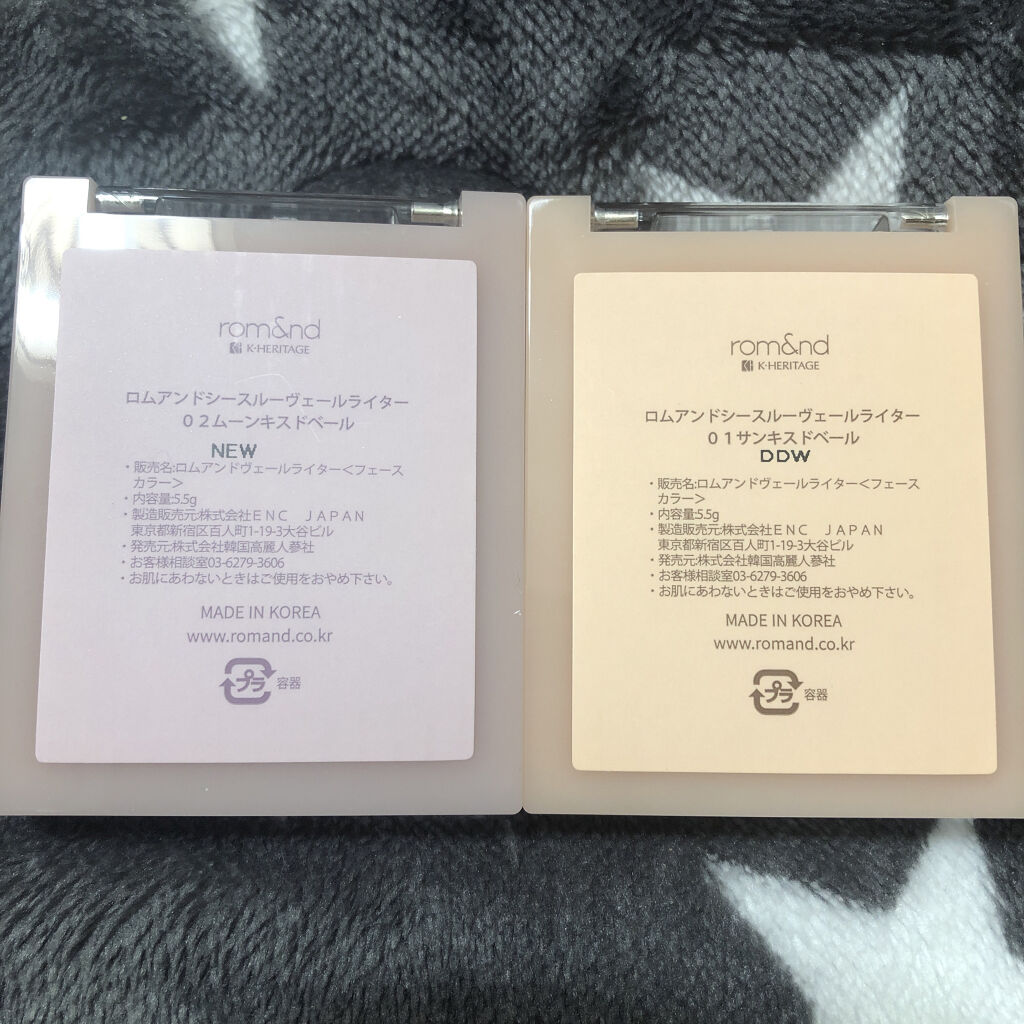 rom&nd
K·HERITAGE
ロムアンドシースルーヴェールライター
02ムーンキスドベール
NEW
・販売名:ロムアンドヴェールライター＜フェース
カラー＞
・内容量:5.5g
・製造販売元:株式会社ＥＮＣ　ＪＡＰＡＮ
東京都新宿区百人町1-19-3大谷ビル
・発売元:株式会社韓国高麗人蔘社
・お客様相談室03-6279-3606
・お肌にあわないときはご使用をおやめ下さい。
MADE IN KOREA
www.romand.co.kr
プラ 容器
rom&nd
K·HERITAGE
ロムアンドシースルーヴェールライター
０１サンキスドベール
DDW
・販売名:ロムアンドヴェールライター＜フェース
カラー＞
・内容量:5.5g
・製造販売元:株式会社ＥＮＣ　ＪＡＰＡＮ
東京都新宿区百人町1-19-3大谷ビル
・発売元:株式会社韓国高麗人蔘社
・お客様相談室03-6279-3606
・お肌にあわないときはご使用をおやめ下さい。
MADE IN KOREA
www.romand.co.kr
プラ 容器